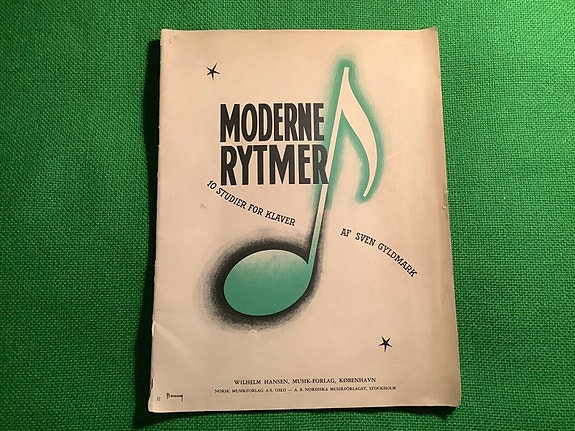 MODERNE
RYTMER
10 STUDIER FOR KLAVER
AF SVEN GYLDMARK
WILHELM HANSEN, MUSIK-FORLAG, KØBENHAVN
NORSK MUSIKFORLAG A-S, OSLO — A. B. NORDISKA MUSIKFÖRLAGET, STOCKHOLM